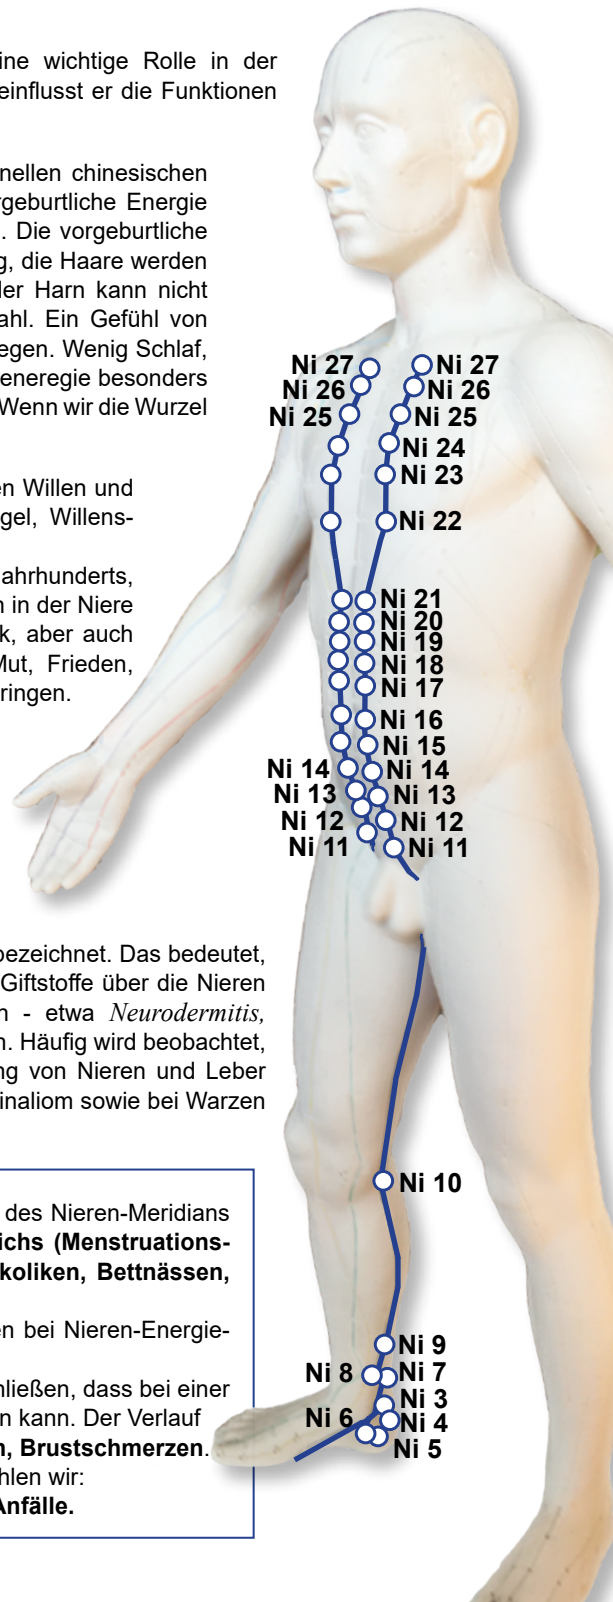 ine wichtige Rolle in der
einflusst er die Funktionen
nellen chinesischen
rgeburtliche Energie
. Die vorgeburtliche
g, die Haare werden
der Harn kann nicht
ahl. Ein Gefühl von
egen. Wenig Schlaf,
eneregie besonders
Wenn wir die Wurzel
en Willen und
gel, Willens-
ahrhunderts,
n in der Niere
k, aber auch
Mut, Frieden,
ringen.
Ni 27 Ni 27
Ni 26 Ni 26
Ni 25 Ni 25
Ni 24
Ni 23
Ni 22
Ni 21
Ni 20
Ni 19
Ni 18
Ni 17
Ni 16
Ni 15
Ni 14 Ni 14
Ni 13 Ni 13
Ni 12 Ni 12
Ni 11 Ni 11
bezeichnet. Das bedeutet,
Giftstoffe über die Nieren
n - etwa Neurodermitis,
n. Häufig wird beobachtet,
ng von Nieren und Leber
inaliom sowie bei Warzen
Ni 10
des Nieren-Meridians
ichs (Menstruations-
koliken, Bettnässen,
en bei Nieren-Energie-
hließen, dass bei einer
n kann. Der Verlauf
n, Brustschmerzen.
hlen wir:
Anfälle.
Ni 9
Ni 8 Ni 7
Ni 3
Ni 6 Ni 4
Ni 5